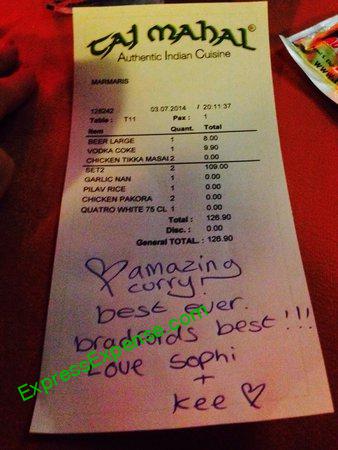 Taj Mahal®
Authentic Indian Cuisine
MARMARIS
126242 03.07.2014 / 20:11:37
Table : T11 Pax : 1
Item Quant. Total
BEER LARGE 1 8.00
VODKA COKE 1 9.90
CHICKEN TIKKA MASAI 2 0.00
SET2 2 109.00
GARLIC NAN 1 0.00
PILAV RICE 1 0.00
CHICKEN PAKORA 2 0.00
QUATRO WHITE 75 CL 1 0.00
Total : 126.90
Disc. : 0.00
General TOTAL. : 126.90
♡ amazing
curry!
best ever.
bradfoids best!!!
Love Sophi
+
Kee ♡
ExpressExpense.com